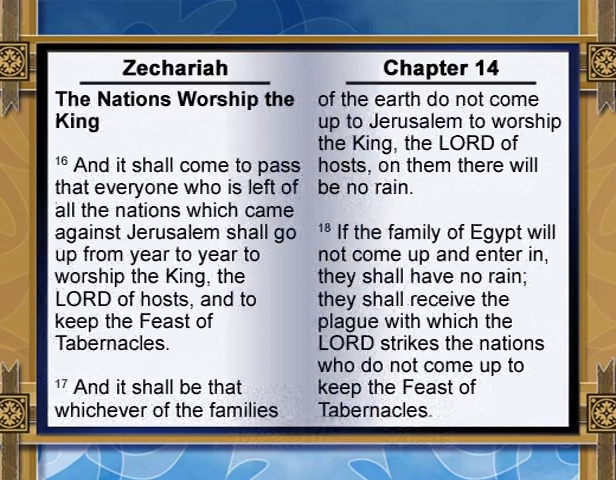 Zechariah
The Nations Worship the
King
16 And it shall come to pass
that everyone who is left of
all the nations which came
against Jerusalem shall go
up from year to year to
worship the King, the
LORD of hosts, and to
keep the Feast of
Tabernacles.
17 And it shall be that
whichever of the families
Chapter 14
of the earth do not come
up to Jerusalem to worship
the King, the LORD of
hosts, on them there will
be no rain.
18 If the family of Egypt will
not come up and enter in,
they shall have no rain;
they shall receive the
plague with which the
LORD strikes the nations
who do not come up to
keep the Feast of
Tabernacles.